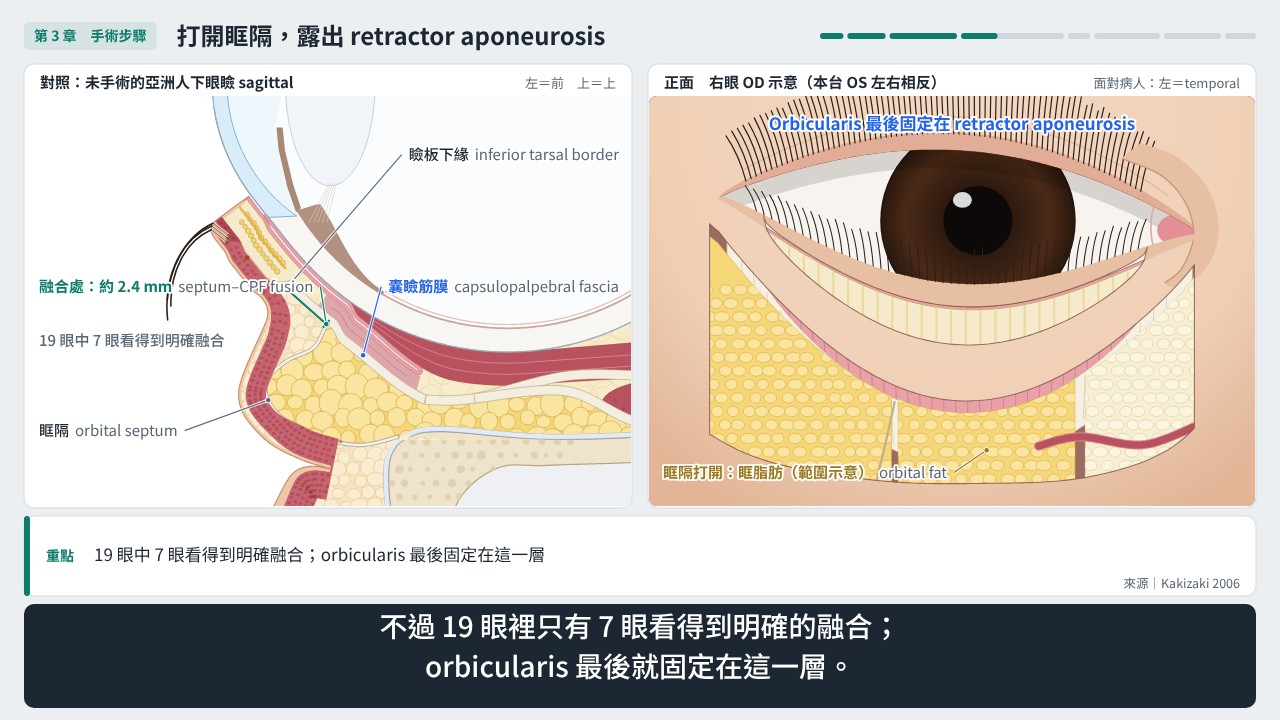 第 3 章　手術步驟
打開眶隔，露出 retractor aponeurosis
對照：未手術的亞洲人下眼瞼 sagittal
左＝前　上＝上
瞼板下緣 inferior tarsal border
融合處：約 2.4 mm septum–CPF fusion
囊瞼筋膜 capsulopalpebral fascia
19 眼中 7 眼看得到明確融合
眶隔 orbital septum
正面　右眼 OD 示意（本台 OS 左右相反）
面對病人：左＝temporal
Orbicularis 最後固定在 retractor aponeurosis
眶隔打開：眶脂肪（範圍示意） orbital fat
重點　19 眼中 7 眼看得到明確融合；orbicularis 最後固定在這一層
來源｜Kakizaki 2006
不過 19 眼裡只有 7 眼看得到明確的融合；
orbicularis 最後就固定在這一層。